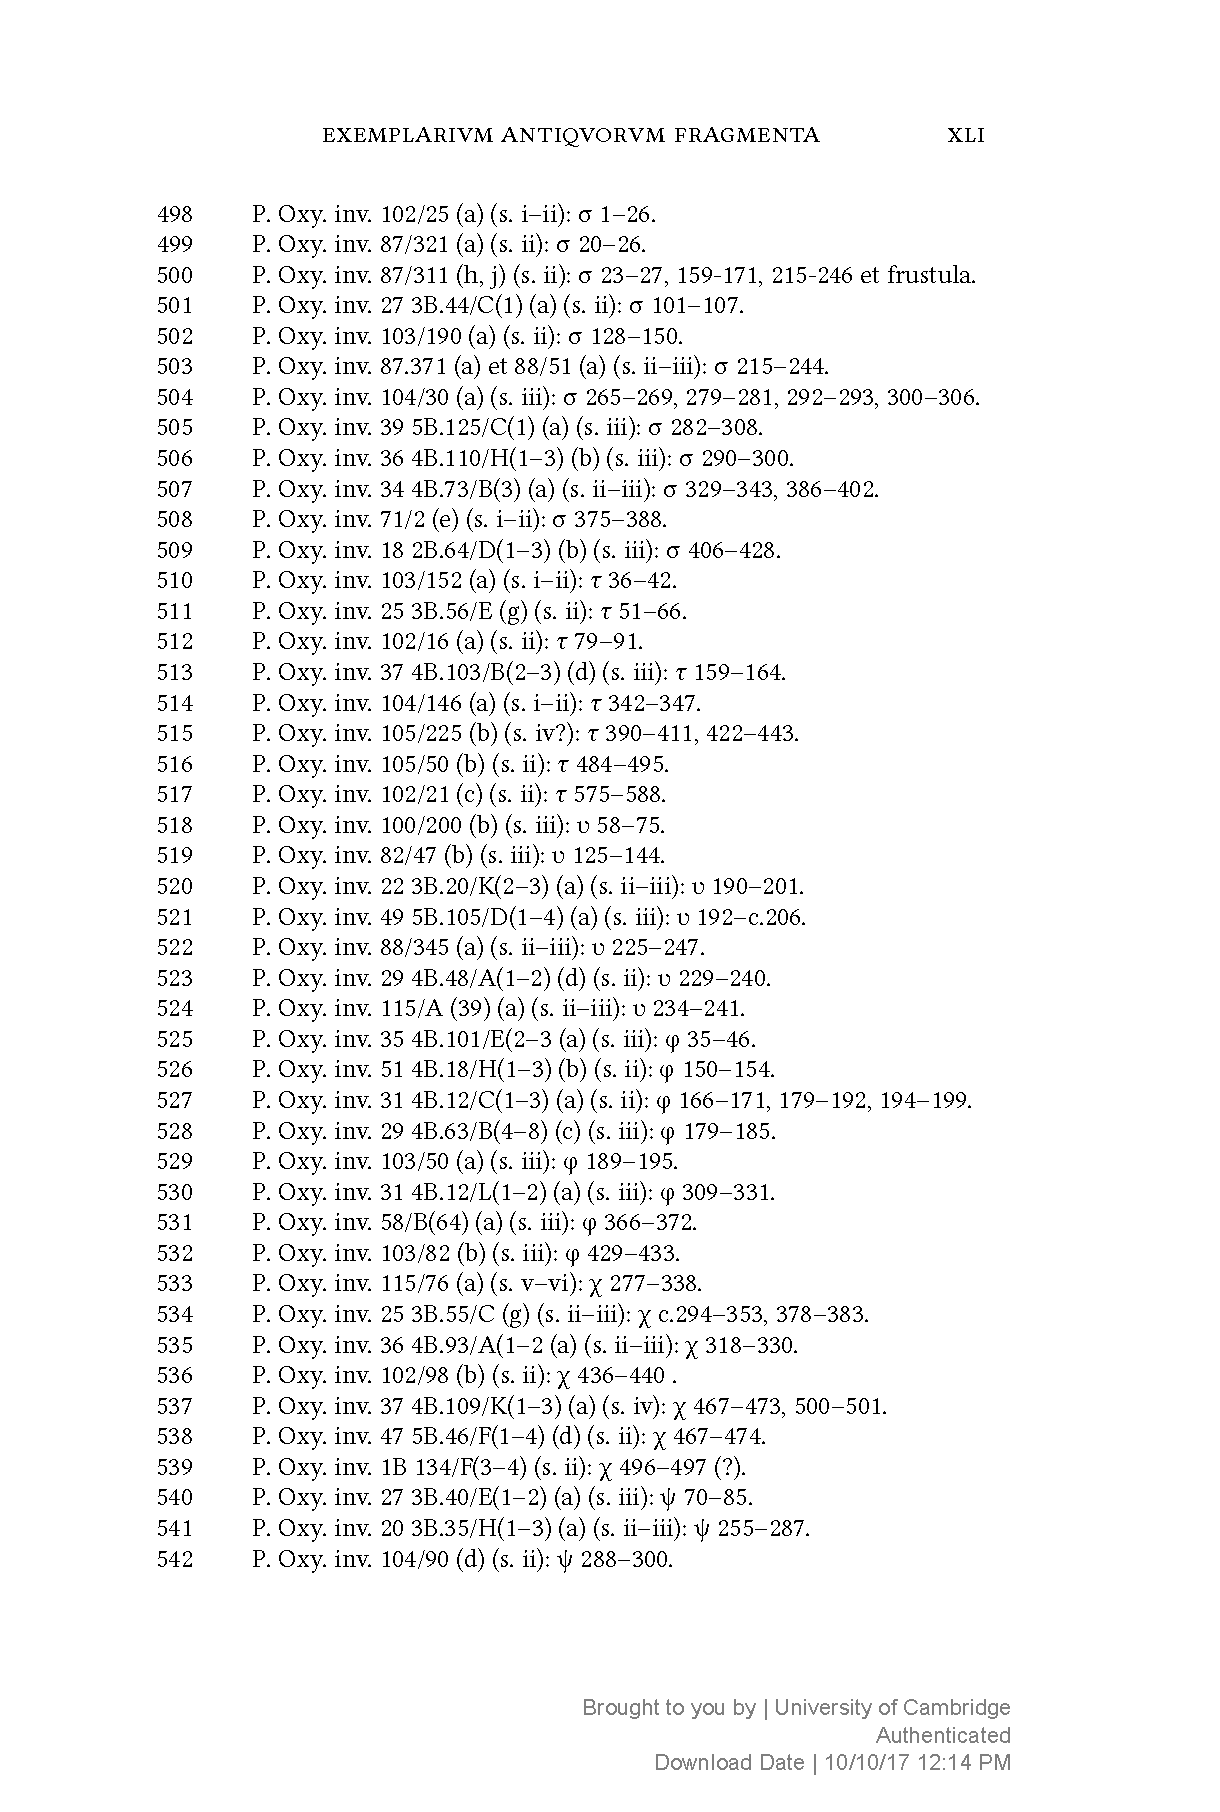 EXEMPLARIVM ANTIQVORVM FRAGMENTA XLI
498 P. Oxy. inv. 102/25 (a) (s. i–ii): σ 1–26.
499 P. Oxy. inv. 87/321 (a) (s. ii): σ 20–26.
500 P. Oxy. inv. 87/311 (h, j) (s. ii): σ 23–27, 159-171, 215-246 et frustula.
501 P. Oxy. inv. 27 3B.44/C(1) (a) (s. ii): σ 101–107.
502 P. Oxy. inv. 103/190 (a) (s. ii): σ 128–150.
503 P. Oxy. inv. 87.371 (a) et 88/51 (a) (s. ii–iii): σ 215–244.
504 P. Oxy. inv. 104/30 (a) (s. iii): σ 265–269, 279–281, 292–293, 300–306.
505 P. Oxy. inv. 39 5B.125/C(1) (a) (s. iii): σ 282–308.
506 P. Oxy. inv. 36 4B.110/H(1–3) (b) (s. iii): σ 290–300.
507 P. Oxy. inv. 34 4B.73/B(3) (a) (s. ii–iii): σ 329–343, 386–402.
508 P. Oxy. inv. 71/2 (e) (s. i–ii): σ 375–388.
509 P. Oxy. inv. 18 2B.64/D(1–3) (b) (s. iii): σ 406–428.
510 P. Oxy. inv. 103/152 (a) (s. i–ii): τ 36–42.
511 P. Oxy. inv. 25 3B.56/E (g) (s. ii): τ 51–66.
512 P. Oxy. inv. 102/16 (a) (s. ii): τ 79–91.
513 P. Oxy. inv. 37 4B.103/B(2–3) (d) (s. iii): τ 159–164.
514 P. Oxy. inv. 104/146 (a) (s. i–ii): τ 342–347.
515 P. Oxy. inv. 105/225 (b) (s. iv?): τ 390–411, 422–443.
516 P. Oxy. inv. 105/50 (b) (s. ii): τ 484–495.
517 P. Oxy. inv. 102/21 (c) (s. ii): τ 575–588.
518 P. Oxy. inv. 100/200 (b) (s. iii): υ 58–75.
519 P. Oxy. inv. 82/47 (b) (s. iii): υ 125–144.
520 P. Oxy. inv. 22 3B.20/K(2–3) (a) (s. ii–iii): υ 190–201.
521 P. Oxy. inv. 49 5B.105/D(1–4) (a) (s. iii): υ 192–c.206.
522 P. Oxy. inv. 88/345 (a) (s. ii–iii): υ 225–247.
523 P. Oxy. inv. 29 4B.48/A(1–2) (d) (s. ii): υ 229–240.
524 P. Oxy. inv. 115/A (39) (a) (s. ii–iii): υ 234–241.
525 P. Oxy. inv. 35 4B.101/E(2–3 (a) (s. iii): φ 35–46.
526 P. Oxy. inv. 51 4B.18/H(1–3) (b) (s. ii): φ 150–154.
527 P. Oxy. inv. 31 4B.12/C(1–3) (a) (s. ii): φ 166–171, 179–192, 194–199.
528 P. Oxy. inv. 29 4B.63/B(4–8) (c) (s. iii): φ 179–185.
529 P. Oxy. inv. 103/50 (a) (s. iii): φ 189–195.
530 P. Oxy. inv. 31 4B.12/L(1–2) (a) (s. iii): φ 309–331.
531 P. Oxy. inv. 58/B(64) (a) (s. iii): φ 366–372.
532 P. Oxy. inv. 103/82 (b) (s. iii): φ 429–433.
533 P. Oxy. inv. 115/76 (a) (s. v–vi): χ 277–338.
534 P. Oxy. inv. 25 3B.55/C (g) (s. ii–iii): χ c.294–353, 378–383.
535 P. Oxy. inv. 36 4B.93/A(1–2 (a) (s. ii–iii): χ 318–330.
536 P. Oxy. inv. 102/98 (b) (s. ii): χ 436–440 .
537 P. Oxy. inv. 37 4B.109/K(1–3) (a) (s. iv): χ 467–473, 500–501.
538 P. Oxy. inv. 47 5B.46/F(1–4) (d) (s. ii): χ 467–474.
539 P. Oxy. inv. 1B 134/F(3–4) (s. ii): χ 496–497 (?).
540 P. Oxy. inv. 27 3B.40/E(1–2) (a) (s. iii): ψ 70–85.
541 P. Oxy. inv. 20 3B.35/H(1–3) (a) (s. ii–iii): ψ 255–287.
542 P. Oxy. inv. 104/90 (d) (s. ii): ψ 288–300.
Brought to you by | University of Cambridge
Authenticated
Download Date | 10/10/17 12:14 PM